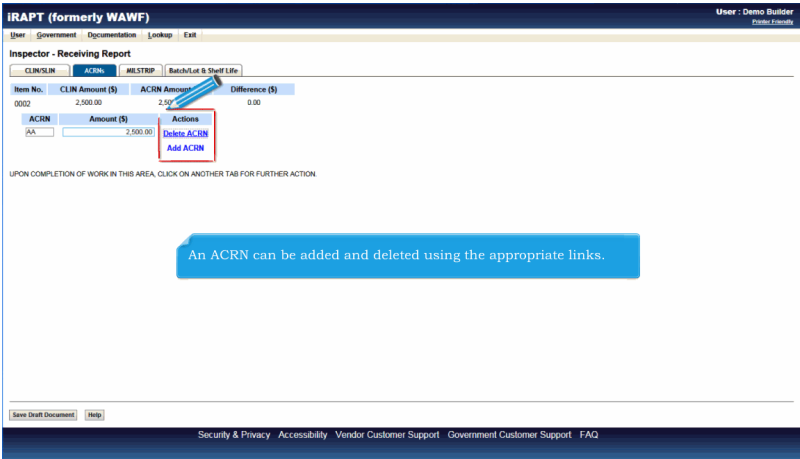 iRAPT (formerly WAWF)
User : Demo Builder
Printer Friendly
User Government Documentation Lookup Exit
Inspector - Receiving Report
CLIN/SLIN ACRNs MILSTRIP Batch/Lot & Shelf Life
Item No. CLIN Amount ($) ACRN Amount Difference ($)
0002 2,500.00 2,50 0.00
ACRN Amount ($) Actions
AA 2,500.00 Delete ACRN
Add ACRN
UPON COMPLETION OF WORK IN THIS AREA, CLICK ON ANOTHER TAB FOR FURTHER ACTION.
An ACRN can be added and deleted using the appropriate links.
Save Draft Document Help
Security & Privacy Accessibility Vendor Customer Support Government Customer Support FAQ